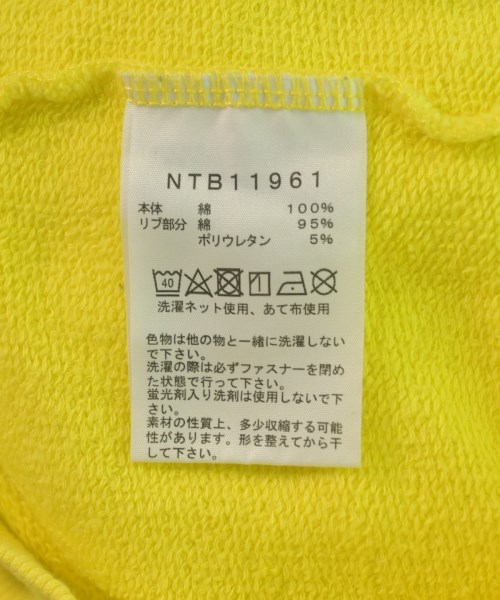 NTB11961
本体 綿 100%
リブ部分 綿 95%
ポリウレタン 5%
40
洗濯ネット使用、あて布使用
色物は他の物と一緒に洗濯しない
で下さい。
洗濯の際は必ずファスナーを閉め
た状態で行って下さい。
蛍光剤入り洗剤は使用しないで下
さい。
素材の性質上、多少収縮する可能
性があります。形を整えてから干
して下さい。